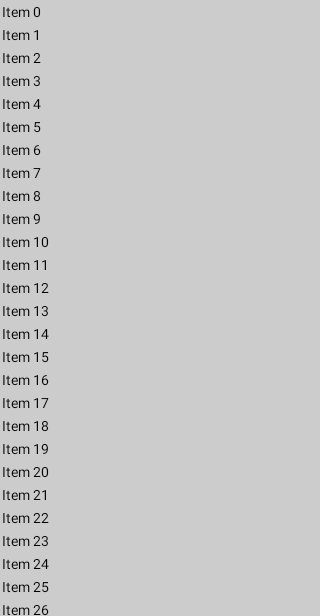 Item 0
Item 1
Item 2
Item 3
Item 4
Item 5
Item 6
Item 7
Item 8
Item 9
Item 10
Item 11
Item 12
Item 13
Item 14
Item 15
Item 16
Item 17
Item 18
Item 19
Item 20
Item 21
Item 22
Item 23
Item 24
Item 25
Item 26